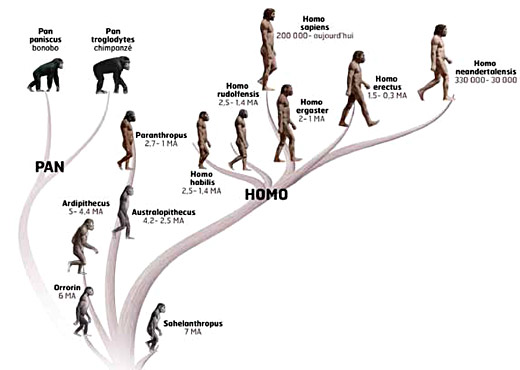 Pan
paniscus
bonobo
Pan
troglodytes
chimpanzé
Homo
sapiens
200 000- aujourd'hui
Homo
neandertalensis
330 000- 30 000
Homo
erectus
1,5- 0,3 MA
Homo
rudolfensis
2,5- 1,4 MA
Homo
ergaster
2- 1 MA
Paranthropus
2,7- 1 MA
PAN
Homo
habilis
2,5- 1,4 MA
HOMO
Ardipithecus
5- 4,4 MA
Australopithecus
4,2- 2,5 MA
Orrorin
6 MA
Sahelanthropus
7 MA